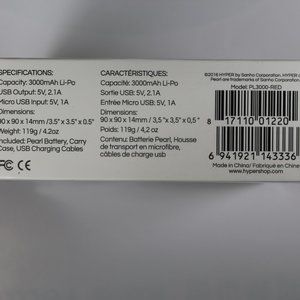 SPECIFICATIONS:
Capacity: 3000mAh Li-Po
USB Output: 5V, 2.1A
Micro USB Input: 5V, 1A
Dimensions:
90 x 90 x 14mm / 3.5" x 3.5" x 0.5"
Weight: 119g / 4.2oz
Included: Pearl Battery, Carry
Case, USB Charging Cables
FC CE
CARACTÉRISTIQUES:
Capacité: 3000mAh Li-Po
Sortie USB: 5V, 2.1A
Entrée Micro USB: 5V, 1A
Dimensions:
90 x 90 x 14mm / 3,5" x 3,5" x 0,5"
Poids: 119g / 4,2 oz
Contenu: Pearl Battery, Housse
de transport en microfibre,
câbles de charge usb
©2016 HYPER by Sanho Corporation. HYPER
Pearl are trademarks of Sanho Corporation.
Model: PL3000-RED
8 17110 01220
6 941921 143336
Made in China / Fabriqué en Chine
www.hypershop.com